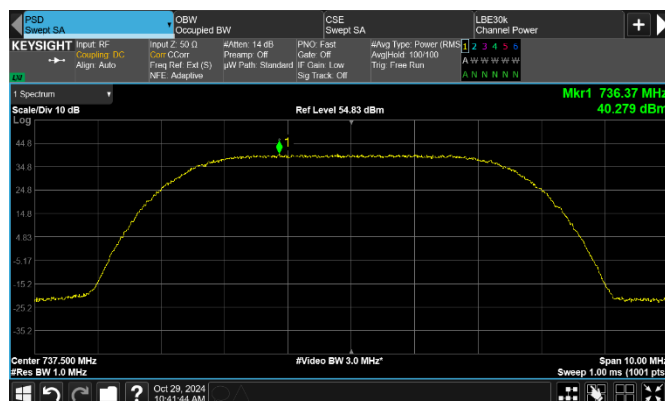 PSD
Swept SA
OBW
Occupied BW
CSE
Swept SA
LBE30k
Channel Power
KEYSIGHT
Input: RF
Coupling: DC
Align: Auto
Input Z: 50 Ω
Corr CCorr
Freq Ref: Ext (S)
NFE: Adaptive
#Atten: 14 dB
Preamp: Off
µW Path: Standard
PNO: Fast
Gate: Off
IF Gain: Low
Sig Track: Off
#Avg Type: Power (RMS)
Avg|Hold: 100/100
Trig: Free Run
1 2 3 4 5 6
A W W W W W
A N N N N N
1 Spectrum
Scale/Div 10 dB
Ref Level 54.83 dBm
Mkr1 736.37 MHz
40.279 dBm
Log
44.8
34.8
24.8
14.8
4.83
-5.17
-15.2
-25.2
-35.2
1
Center 737.500 MHz
#Res BW 1.0 MHz
#Video BW 3.0 MHz*
Span 10.00 MHz
Sweep 1.00 ms (1001 pts)
Oct 29, 2024
10:41:44 AM